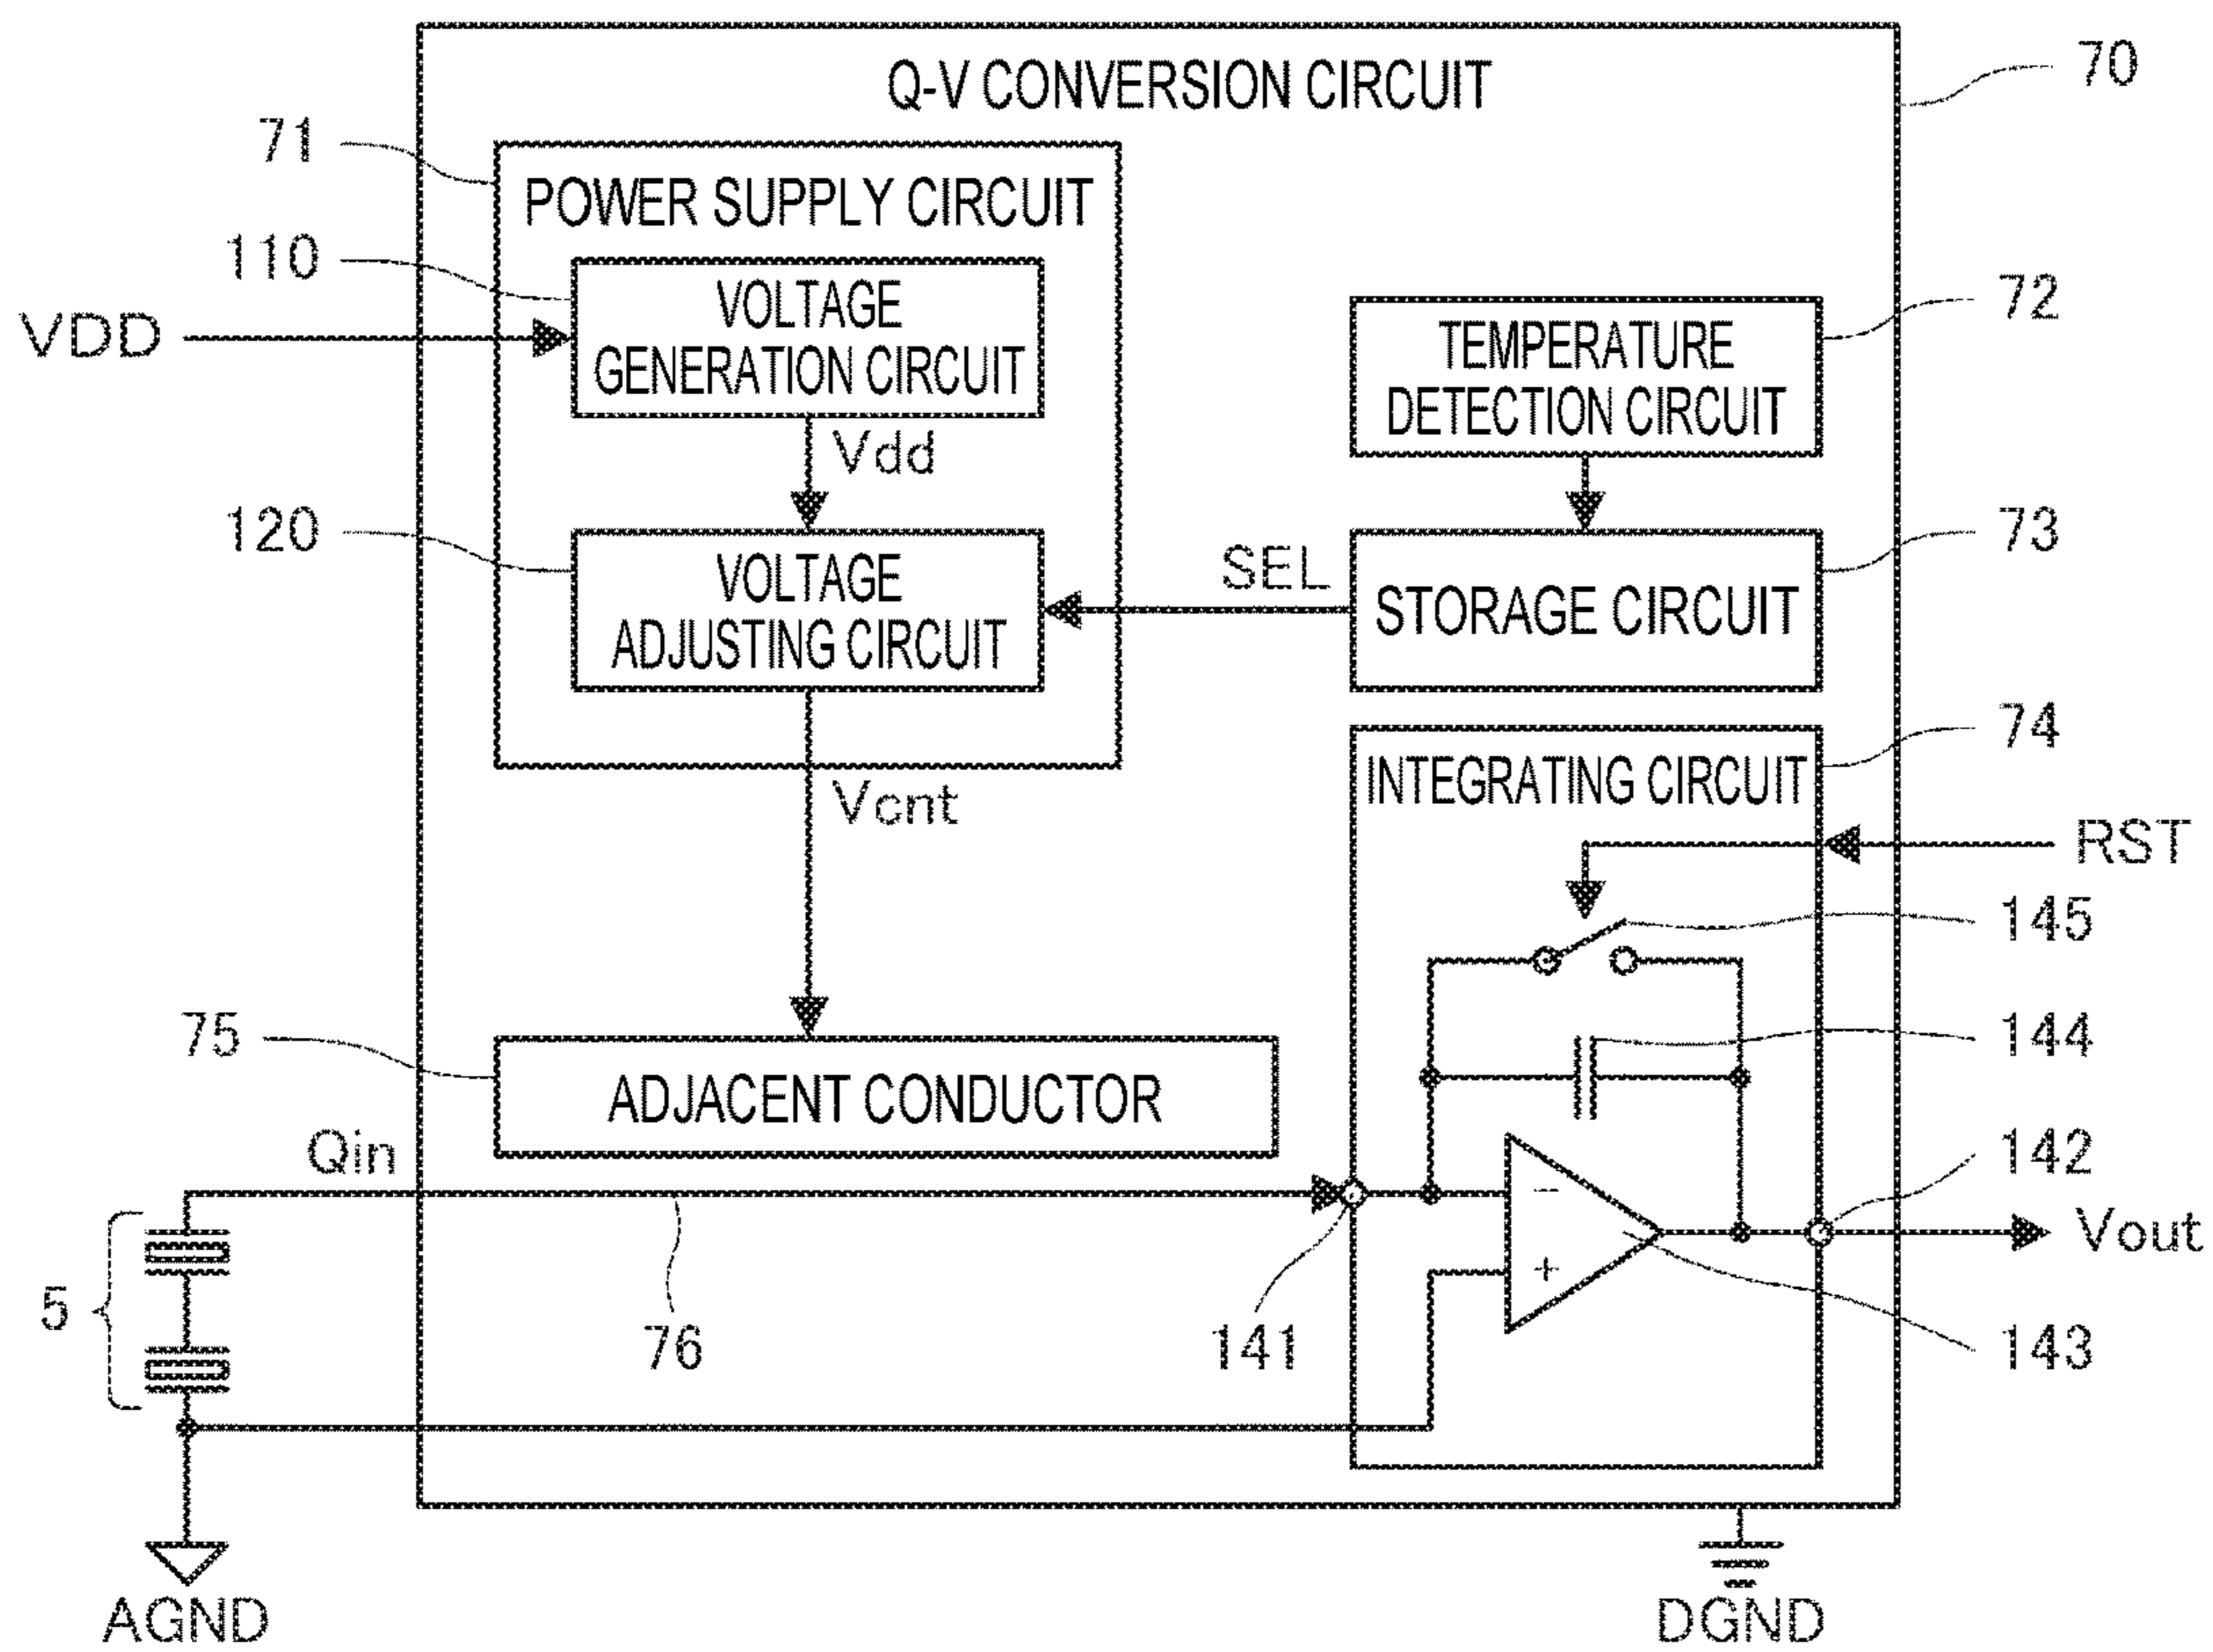 Q-V CONVERSION CIRCUIT
70
71
POWER SUPPLY CIRCUIT
110
VOLTAGE
GENERATION CIRCUIT
VDD
72
TEMPERATURE
DETECTION CIRCUIT
Vdd
120
VOLTAGE
ADJUSTING CIRCUIT
SEL
73
STORAGE CIRCUIT
74
INTEGRATING CIRCUIT
Vcnt
RST
145
75
ADJACENT CONDUCTOR
144
Qin
142
−
Vout
+
5
76
141
143
AGND
DGND